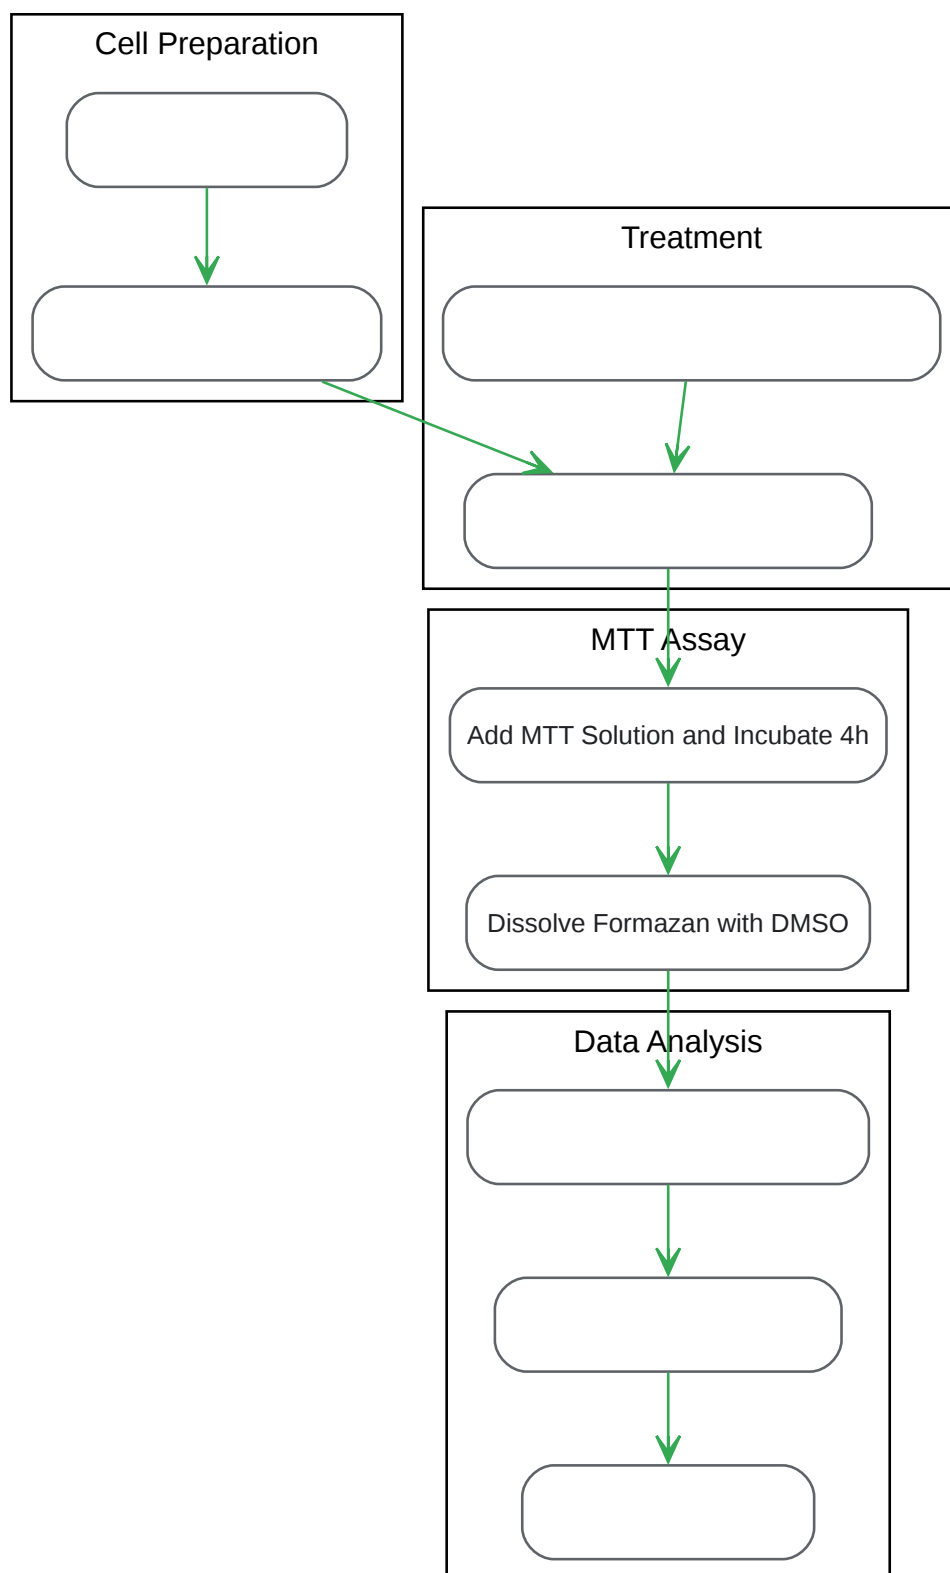 Cell Preparation
Treatment
MTT Assay
Add MTT Solution and Incubate 4h
Dissolve Formazan with DMSO
Data Analysis